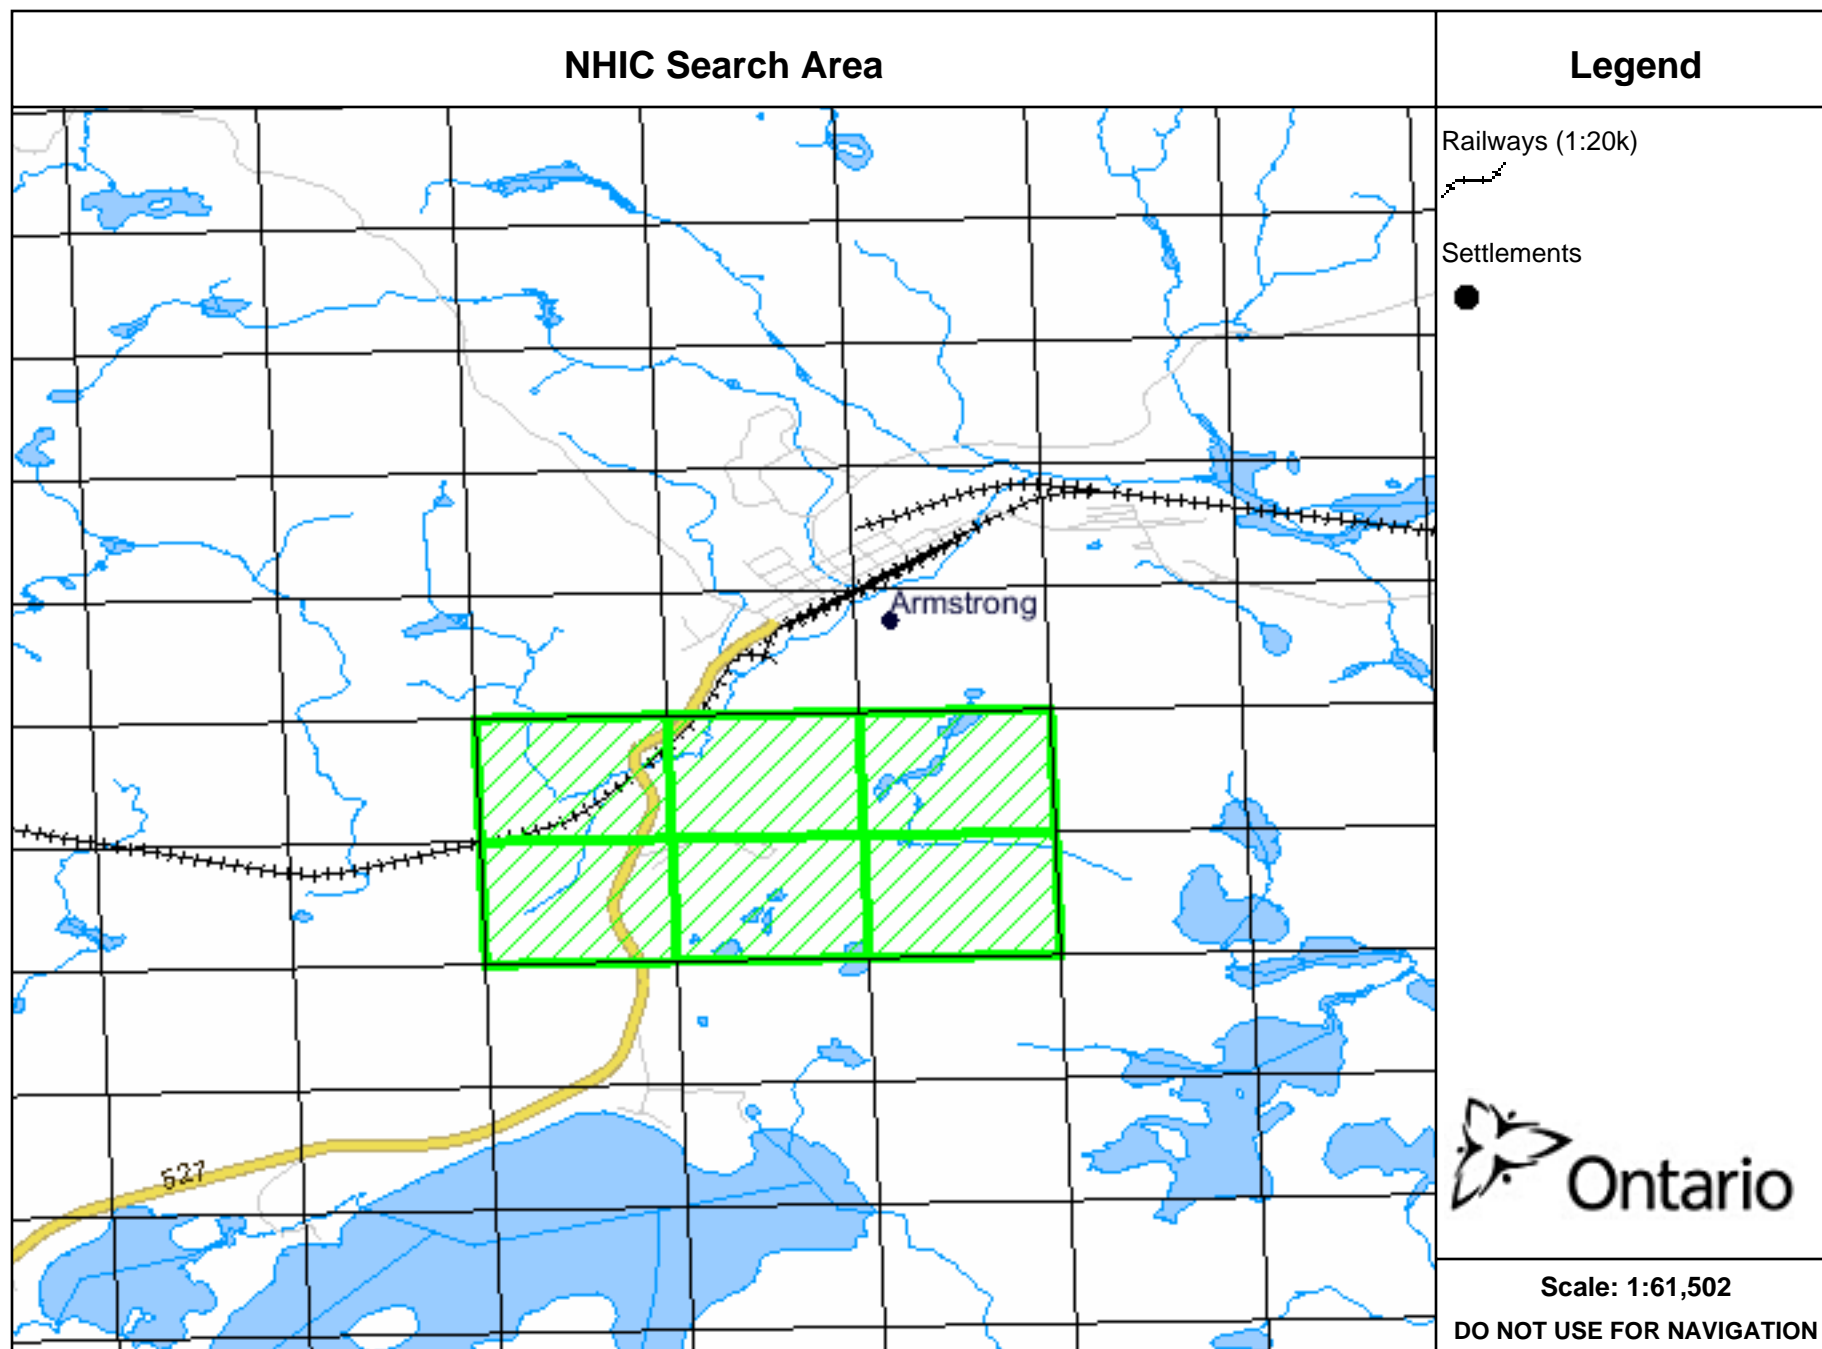 NHIC Search Area
Legend
Railways (1:20k)
Settlements
Armstrong
527
Ontario
Scale: 1:61,502
DO NOT USE FOR NAVIGATION